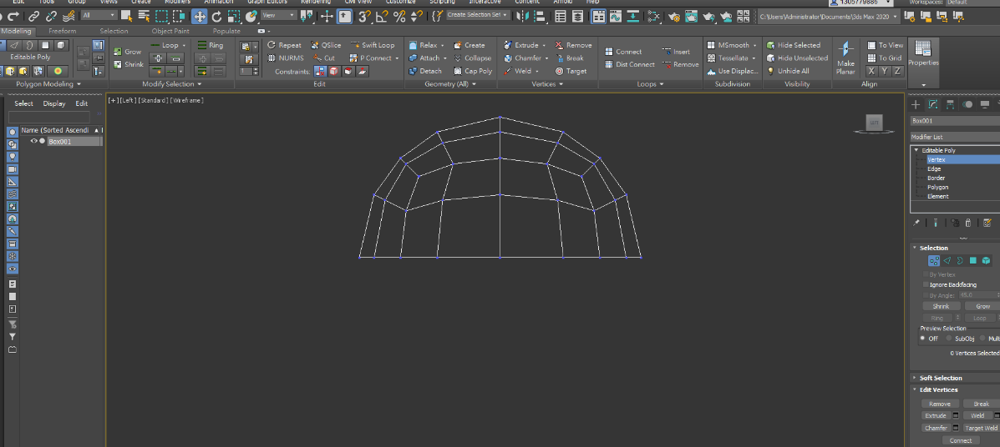 Edit Tools Group Views Create Modifiers Animation Graph Editors Rendering Civil View Customize Scripting Interactive Content Arnold Help 1305779886 Workspaces: Default
All View Create Selection Set C:\Users\Administrator\Documents\3ds Max 2020
Modeling Freeform Selection Object Paint Populate
Editable Poly
Polygon Modeling
Grow Loop Ring
Shrink
Modify Selection
Repeat QSlice Swift Loop
NURMS Cut P Connect
Constraints:
Edit
Relax Create
Attach Collapse
Detach Cap Poly
Geometry (All)
Extrude Remove
Chamfer Break
Weld Target
Vertices
Connect Insert
Dist Connect Remove
Loops
MSmooth
Tessellate
Use Displac...
Subdivision
Hide Selected
Hide Unselected
Unhide All
Visibility
Make
Planar
To View
To Grid
X Y Z
Align
Properties
Select Display Edit
Name (Sorted Ascendi
Box001
[+] [Left] [Standard] [Wireframe]
LEFT
Box001
Modifier List
Editable Poly
Vertex
Edge
Border
Polygon
Element
Selection
By Vertex
Ignore Backfacing
By Angle: 45.0
Shrink Grow
Ring Loop
Preview Selection
Off SubObj Mult
0 Vertices Selected
Soft Selection
Edit Vertices
Remove Break
Extrude Weld
Chamfer Target Weld
Connect